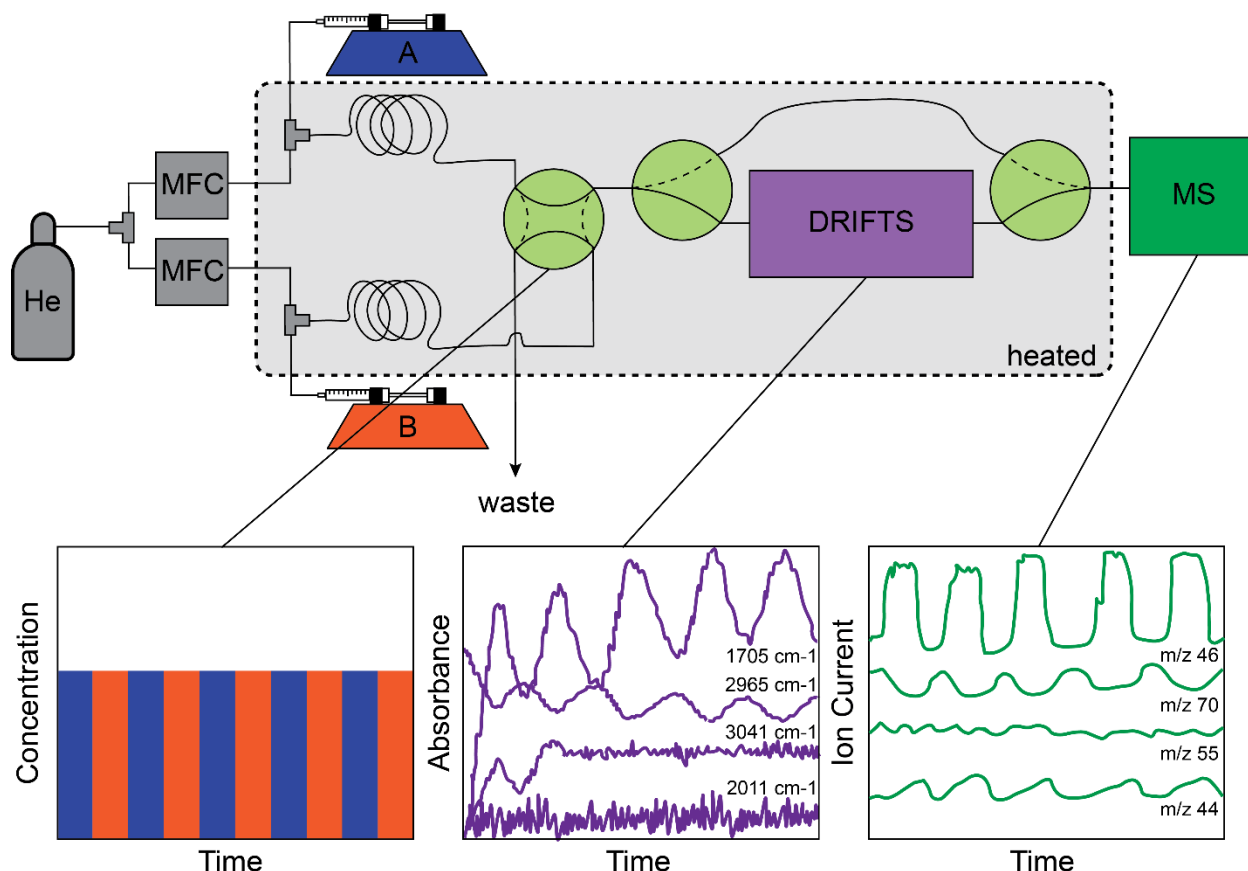 A
MFC
MFC
He
DRIFTS
MS
heated
B
waste
Concentration
Time
Absorbance
1705 cm-1
2965 cm-1
3041 cm-1
2011 cm-1
Time
Ion Current
m/z 46
m/z 70
m/z 55
m/z 44
Time